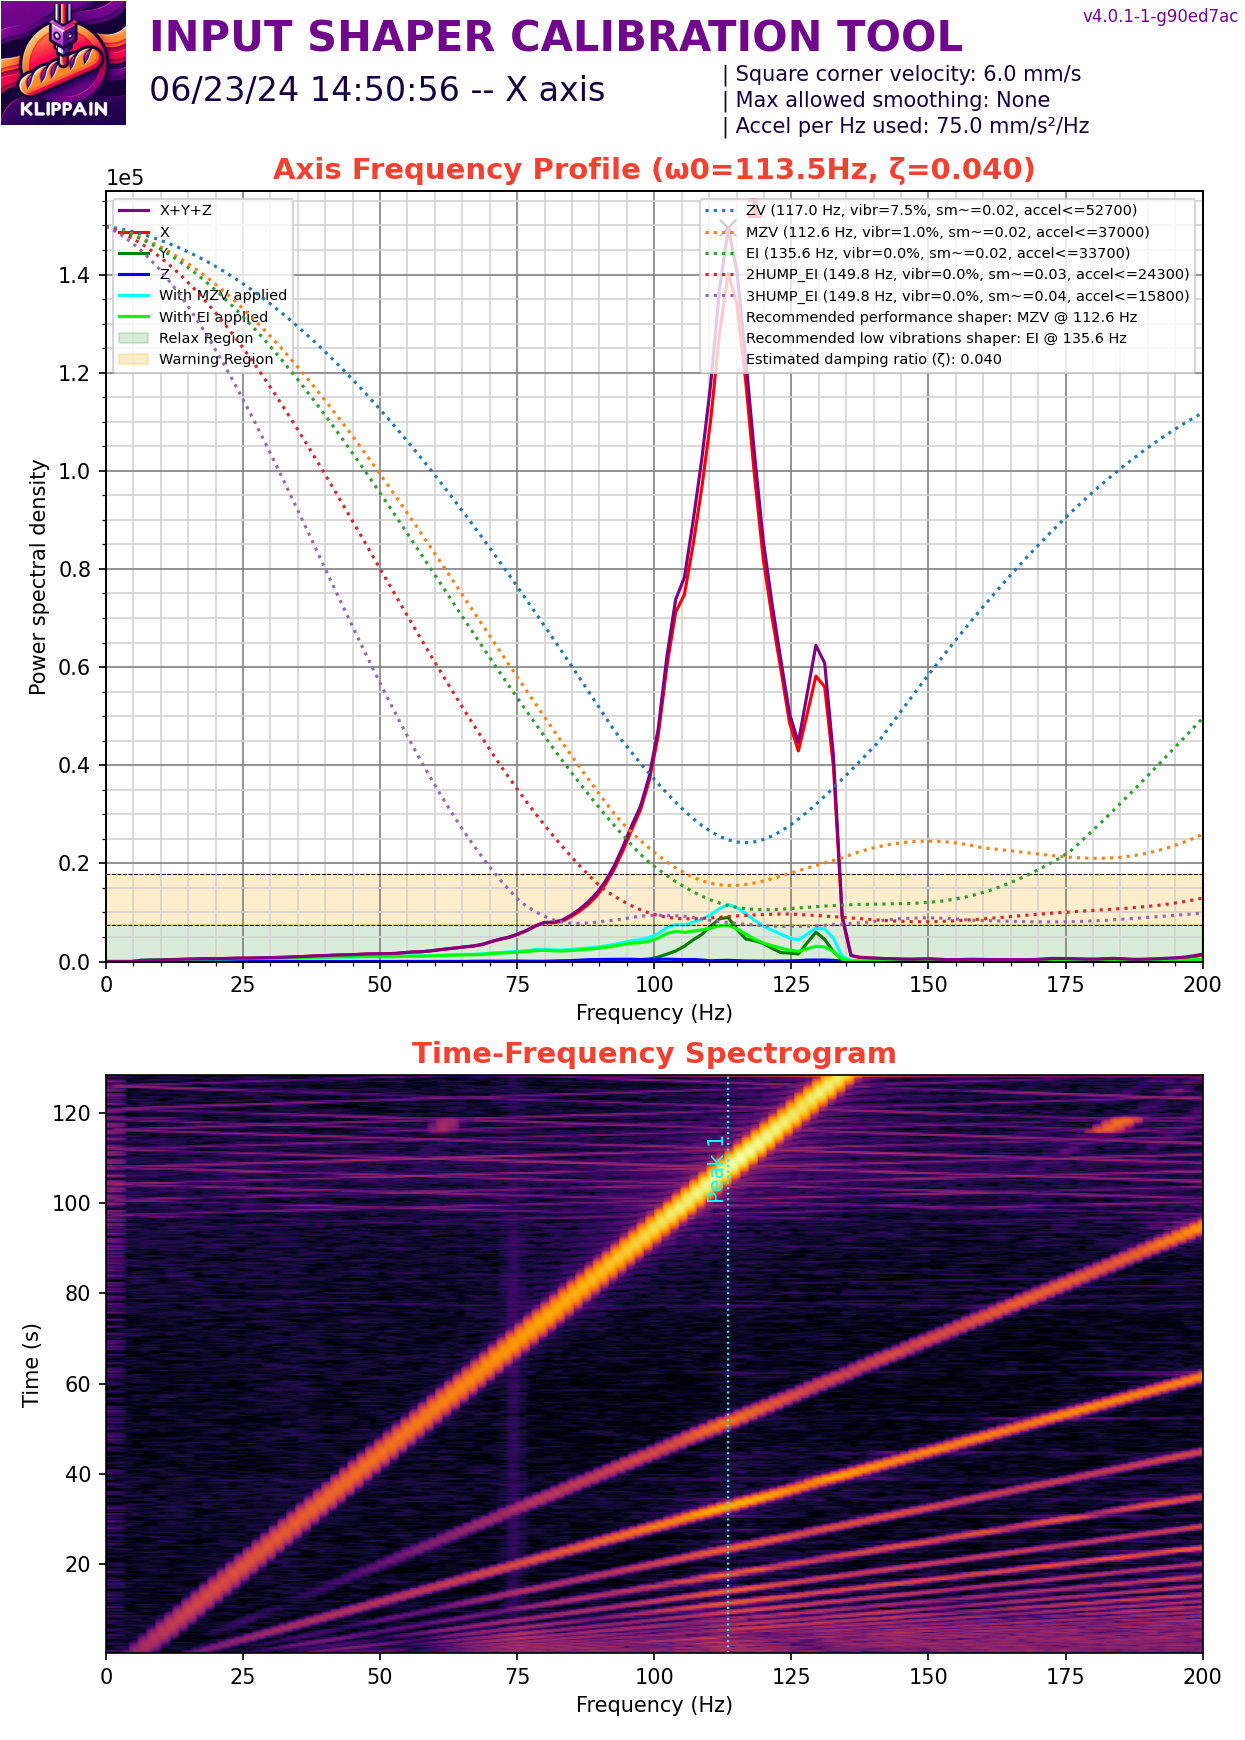 v4.0.1-1-g90ed7ac
INPUT SHAPER CALIBRATION TOOL
06/23/24 14:50:56 -- X axis
| Square corner velocity: 6.0 mm/s
| Max allowed smoothing: None
| Accel per Hz used: 75.0 mm/s²/Hz
KLIPPAIN
Axis Frequency Profile (ω0=113.5Hz, ζ=0.040)
1e5
X+Y+Z
X
Y
Z
With MZV applied
With EI applied
Relax Region
Warning Region
1
ZV (117.0 Hz, vibr=7.5%, sm~=0.02, accel<=52700)
MZV (112.6 Hz, vibr=1.0%, sm~=0.02, accel<=37000)
EI (135.6 Hz, vibr=0.0%, sm~=0.02, accel<=33700)
2HUMP_EI (149.8 Hz, vibr=0.0%, sm~=0.03, accel<=24300)
3HUMP_EI (149.8 Hz, vibr=0.0%, sm~=0.04, accel<=15800)
Recommended performance shaper: MZV @ 112.6 Hz
Recommended low vibrations shaper: EI @ 135.6 Hz
Estimated damping ratio (ζ): 0.040
Power spectral density
1.4
1.2
1.0
0.8
0.6
0.4
0.2
0.0
0 25 50 75 100 125 150 175 200
Frequency (Hz)
Time-Frequency Spectrogram
Time (s)
120
100
80
60
40
20
Peak 1
0 25 50 75 100 125 150 175 200
Frequency (Hz)